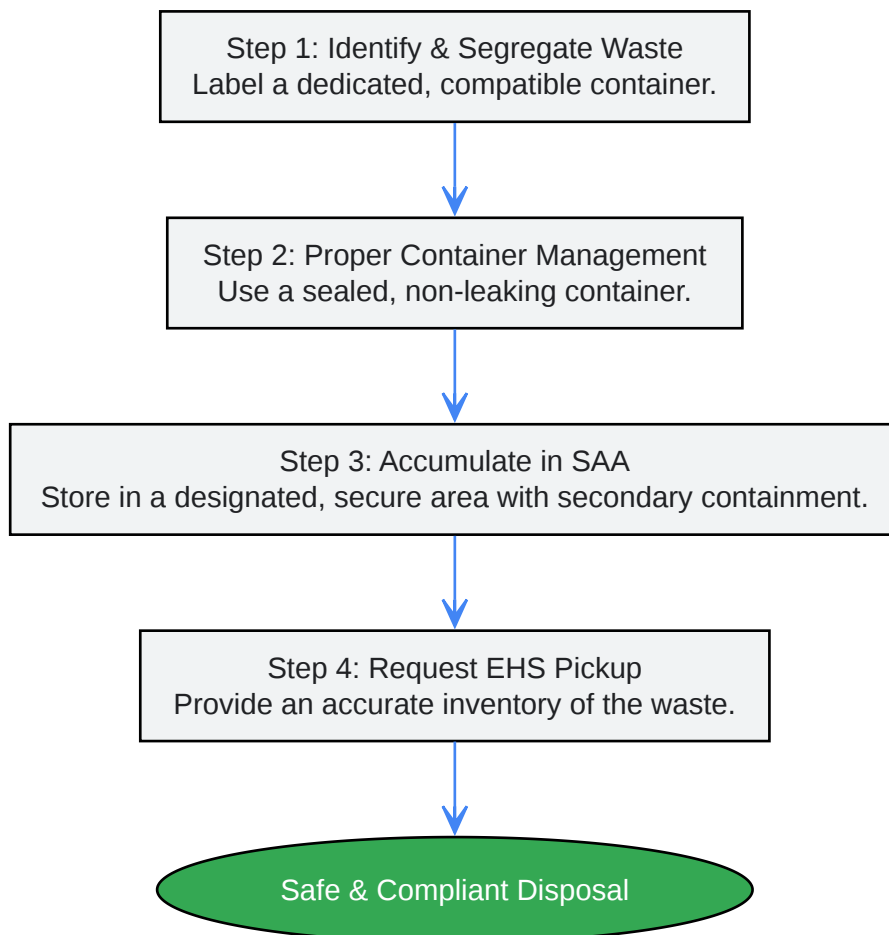 Step 1: Identify & Segregate Waste
Label a dedicated, compatible container.
Step 2: Proper Container Management
Use a sealed, non-leaking container.
Step 3: Accumulate in SAA
Store in a designated, secure area with secondary containment.
Step 4: Request EHS Pickup
Provide an accurate inventory of the waste.
Safe & Compliant Disposal